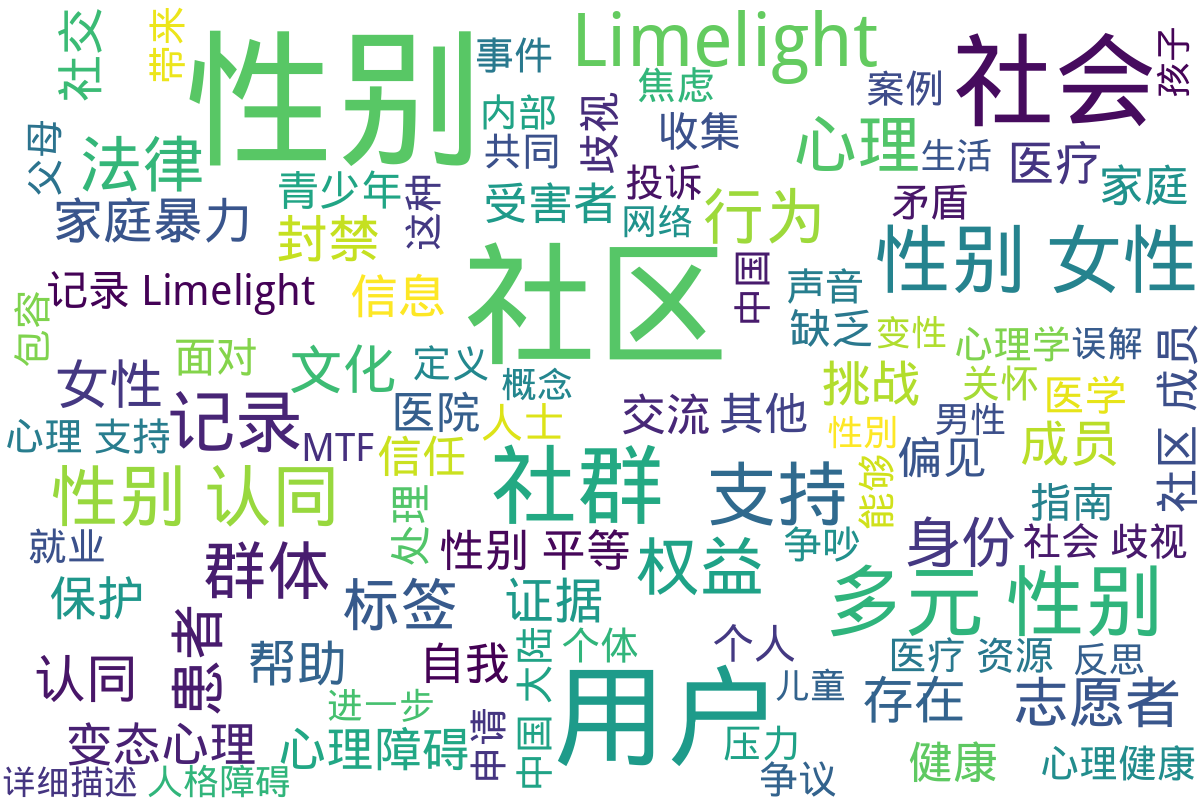 社交
带来
性别
事件
Limelight
社会
孩子
焦虑
案例
内部
歧视
收集
心理
父母
法律
共同
生活
医疗
青少年
这种
受害者
投诉
网络
行为
矛盾
家庭
家庭暴力
封禁
性别 女性
记录 Limelight
信息
社区
中国
声音
包容
缺乏
变性
心理学
误解
社区 成员
面对
文化
定义
概念
女性
挑战
关怀
医学
记录
医院
人士
交流
其他
性別
男性
心理 支持
MTF
信任
偏见
成员
性别 认同
社群
支持
能够
处理
指南
就业
性别 平等
争吵
身份
社会 歧视
群体
权益
保护
标签
证据
多元 性别
患者
帮助
自我
中国 大陆
个体
个人
医疗 资源
反思
认同
用户
儿童
存在
志愿者
进一步
变态心理
心理障碍
申请
压力
健康
心理健康
详细描述
人格障碍
争议